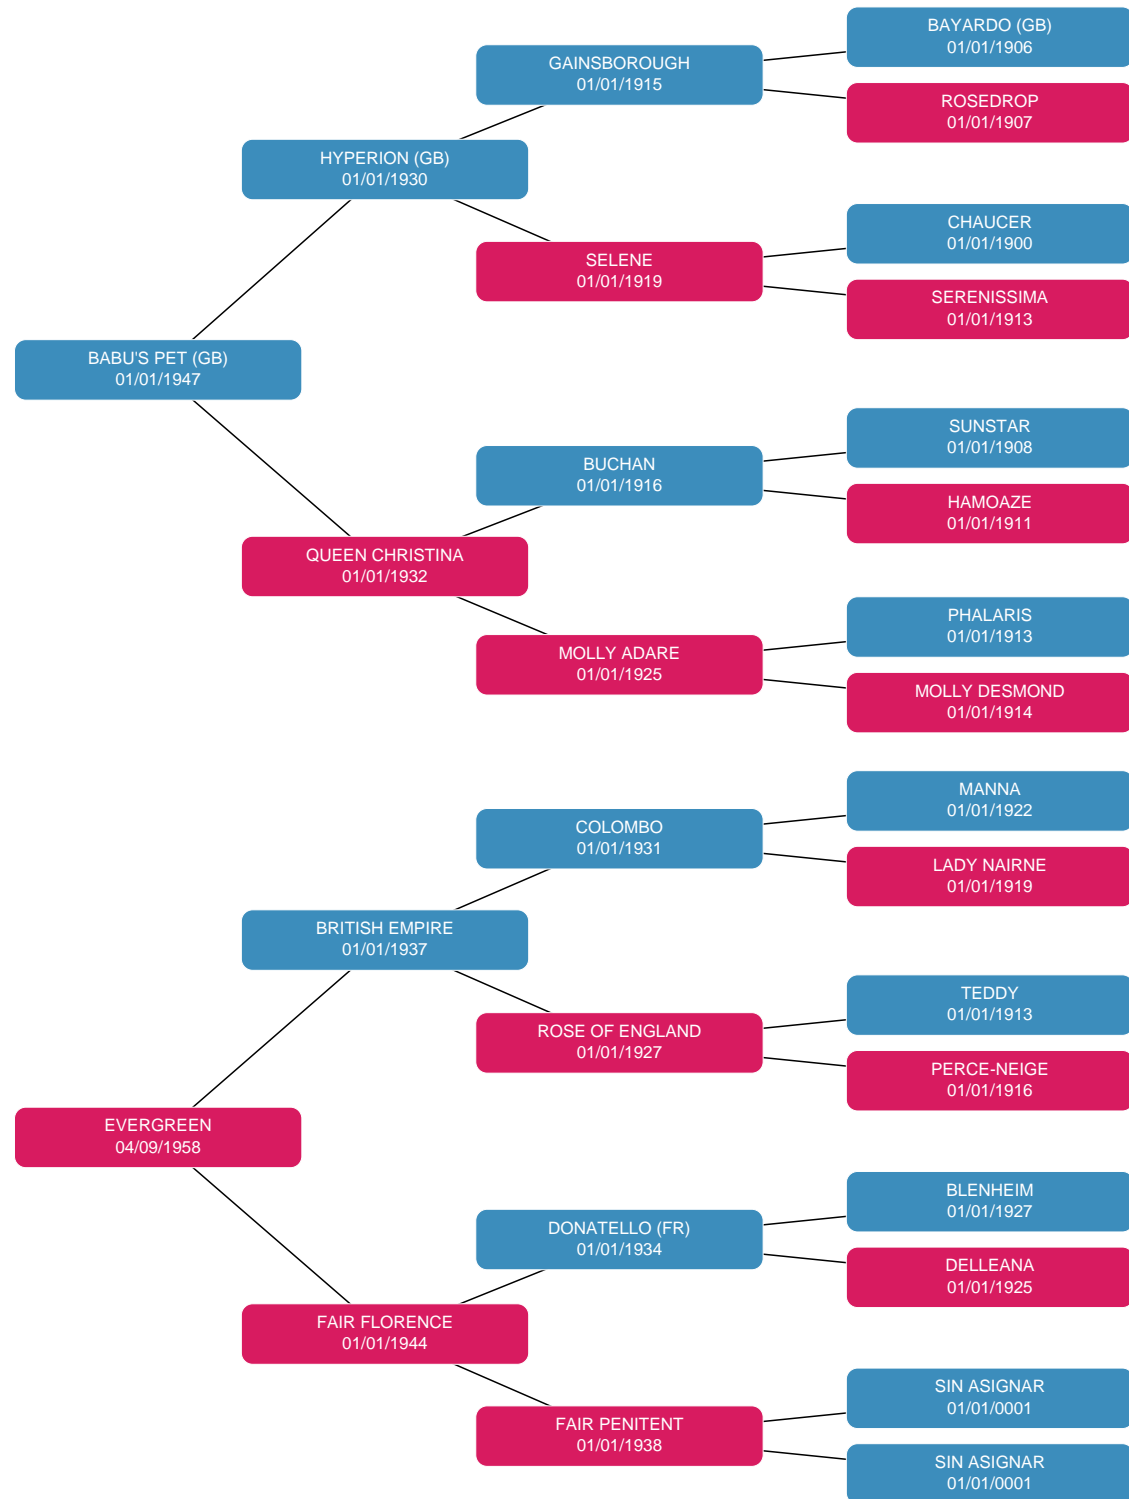 BAYARDO (GB)
01/01/1906
GAINSBOROUGH
01/01/1915
ROSEDROP
01/01/1907
HYPERION (GB)
01/01/1930
CHAUCER
01/01/1900
SELENE
01/01/1919
SERENISSIMA
01/01/1913
BABU'S PET (GB)
01/01/1947
SUNSTAR
01/01/1908
BUCHAN
01/01/1916
HAMOAZE
01/01/1911
QUEEN CHRISTINA
01/01/1932
PHALARIS
01/01/1913
MOLLY ADARE
01/01/1925
MOLLY DESMOND
01/01/1914
MANNA
01/01/1922
COLOMBO
01/01/1931
LADY NAIRNE
01/01/1919
BRITISH EMPIRE
01/01/1937
TEDDY
01/01/1913
ROSE OF ENGLAND
01/01/1927
PERCE-NEIGE
01/01/1916
EVERGREEN
04/09/1958
BLENHEIM
01/01/1927
DONATELLO (FR)
01/01/1934
DELLEANA
01/01/1925
FAIR FLORENCE
01/01/1944
SIN ASIGNAR
01/01/0001
FAIR PENITENT
01/01/1938
SIN ASIGNAR
01/01/0001